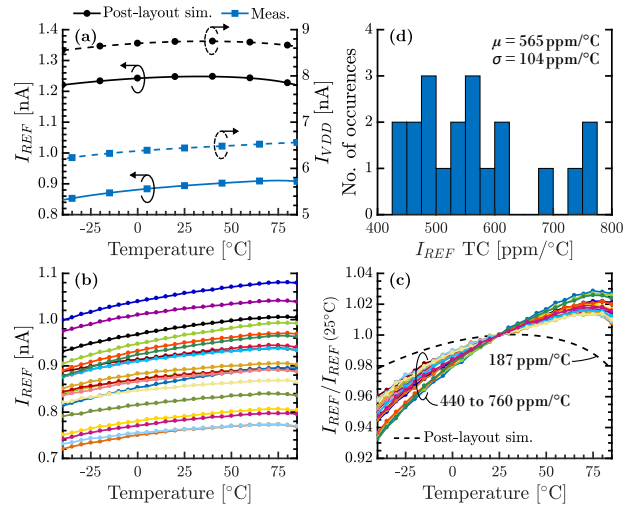 Post-layout sim. Meas.
(a)
1.4
1.3
1.2
1.1
1.0
0.9
0.8
I_REF [nA]
9
8
7
6
5
I_VDD [nA]
-25 0 25 50 75
Temperature [°C]
(d)
μ = 565 ppm/°C
σ = 104 ppm/°C
4
3
2
1
0
No. of occurences
400 500 600 700 800
I_REF TC [ppm/°C]
(b)
1.1
1.0
0.9
0.8
0.7
I_REF [nA]
-25 0 25 50 75
Temperature [°C]
(c)
1.04
1.02
1.0
0.98
0.96
0.94
0.92
I_REF/I_REF (25°C)
187 ppm/°C
440 to 760 ppm/°C
Post-layout sim.
-25 0 25 50 75
Temperature [°C]